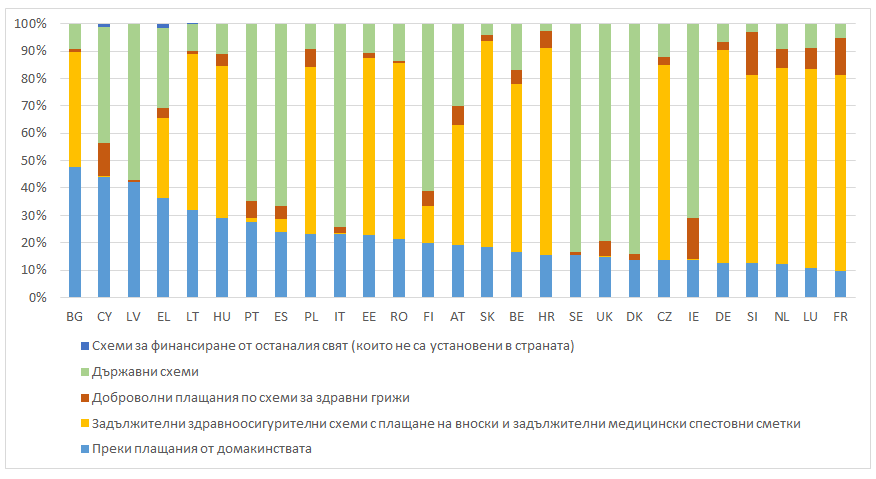 100%
90%
80%
70%
60%
50%
40%
30%
20%
10%
0%
BG CY LV EL LT HU PT ES PL IT EE RO FI AT SK BE HR SE UK DK CZ IE DE SI NL LU FR
Схеми за финансиране от останалия свят (които не са установени в страната)
Държавни схеми
Доброволни плащания по схеми за здравни грижи
Задължителни здравноосигурителни схеми с плащане на вноски и задължителни медицински спестовни сметки
Преки плащания от домакинствата